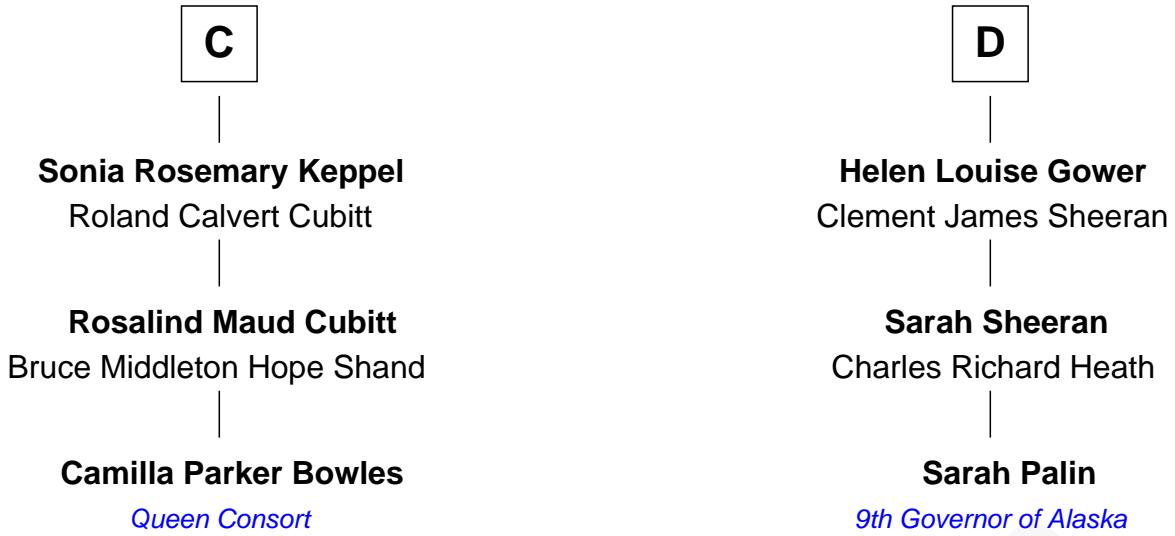 C
D
Sonia Rosemary Keppel
Roland Calvert Cubitt
Helen Louise Gower
Clement James Sheeran
Rosalind Maud Cubitt
Bruce Middleton Hope Shand
Sarah Sheeran
Charles Richard Heath
Camilla Parker Bowles
Queen Consort
Sarah Palin
9th Governor of Alaska